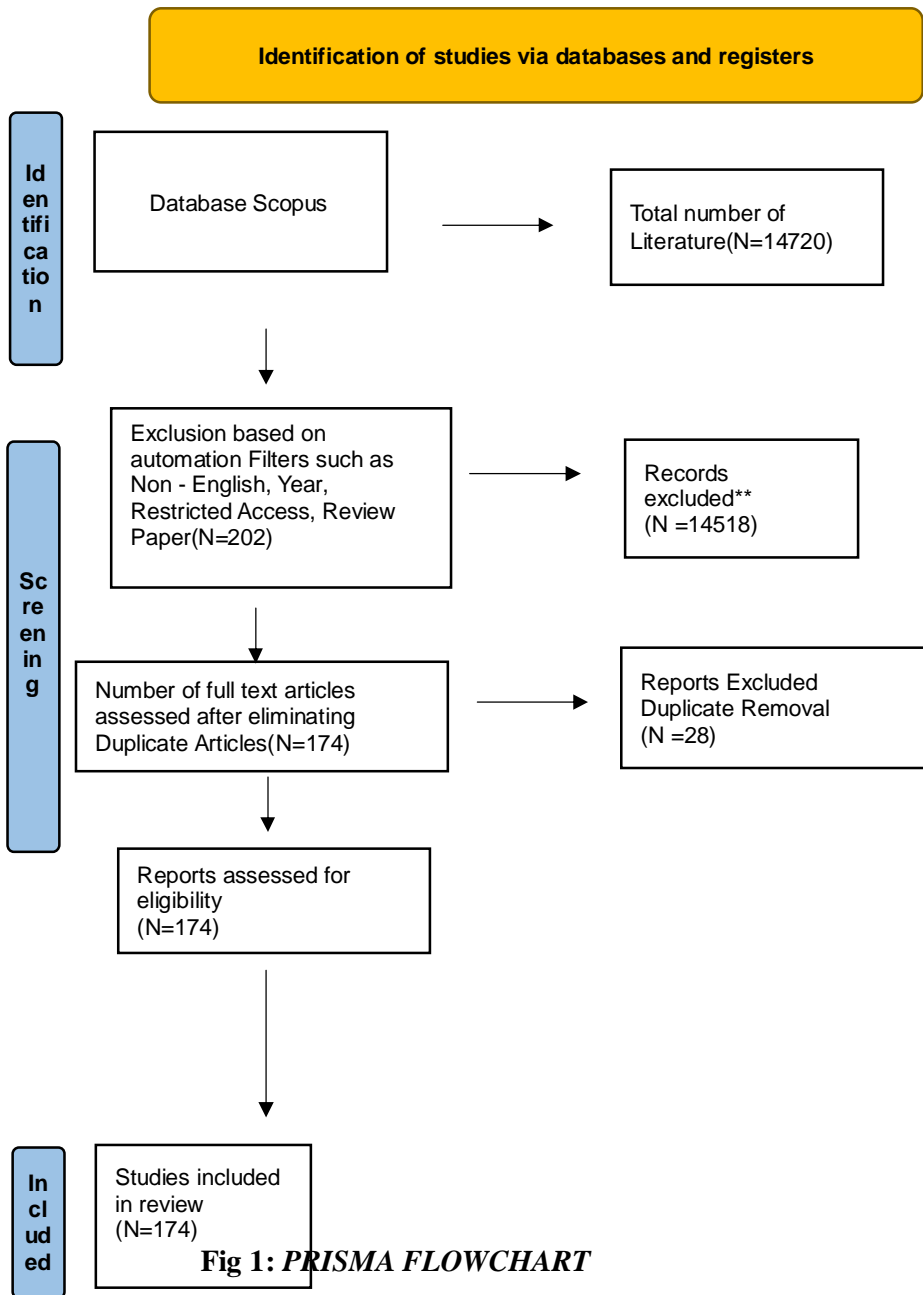 Identification of studies via databases and registers
Id
en
tifi
ca
tio
n
Database Scopus
Total number of
Literature(N=14720)
Sc
re
en
in
g
Exclusion based on
automation Filters such as
Non - English, Year,
Restricted Access, Review
Paper(N=202)
Records
excluded**
(N =14518)
Number of full text articles
assessed after eliminating
Duplicate Articles(N=174)
Reports Excluded
Duplicate Removal
(N =28)
Reports assessed for
eligibility
(N=174)
In
cl
ud
ed
Studies included
in review
(N=174)
Fig 1: PRISMA FLOWCHART